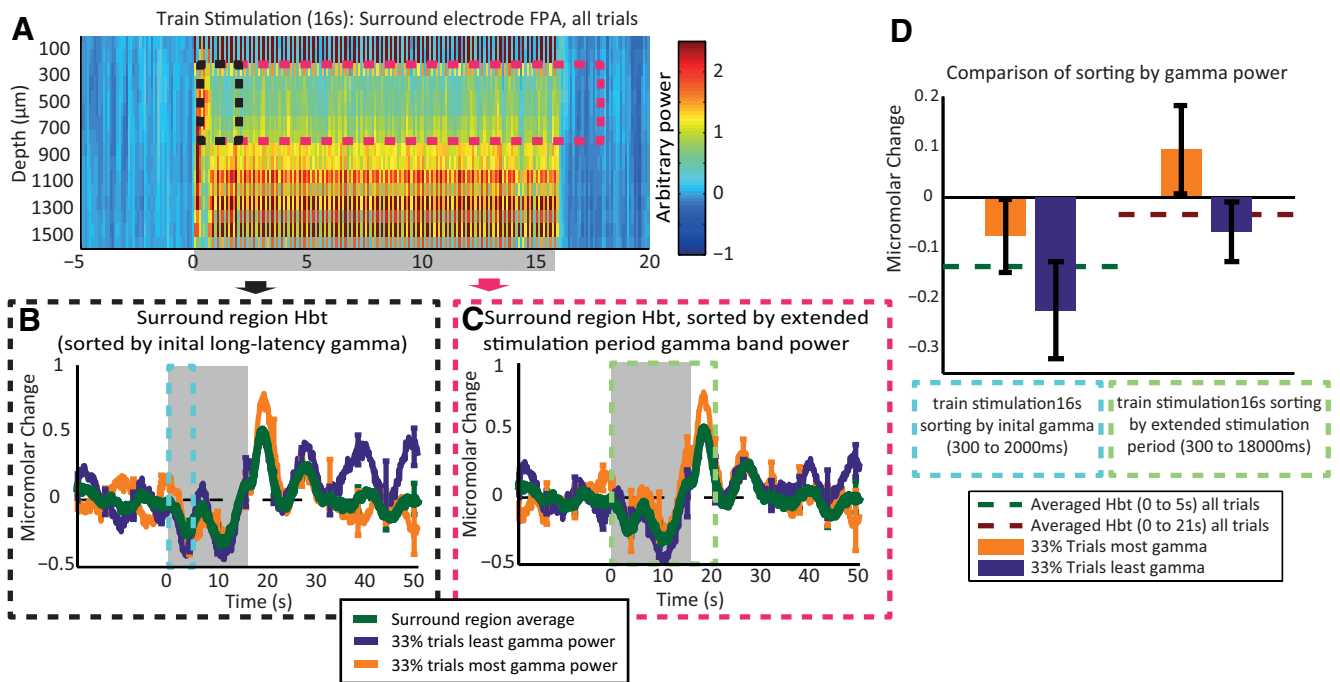 A
Train Stimulation (16s): Surround electrode FPA, all trials
Depth (µm)
100
300
500
700
900
1100
1300
1500
−5
0
5
10
15
20
Arbitrary power
2
1
0
−1
B
Surround region Hbt
(sorted by inital long-latency gamma)
Micromolar Change
1
0.5
0
−0.5
0
10
20
30
40
50
Time (s)
C
Surround region Hbt, sorted by extended
stimulation period gamma band power
Micromolar Change
1
0.5
0
−0.5
0
10
20
30
40
50
Time (s)
Surround region average
33% trials least gamma power
33% trials most gamma power
D
Comparison of sorting by gamma power
Micromolar Change
0.2
0.1
0
−0.1
−0.2
−0.3
train stimulation16s
sorting by inital gamma
(300 to 2000ms)
train stimulation16s sorting
by extended stimulation
period (300 to 18000ms)
Averaged Hbt (0 to 5s) all trials
Averaged Hbt (0 to 21s) all trials
33% Trials most gamma
33% Trials least gamma